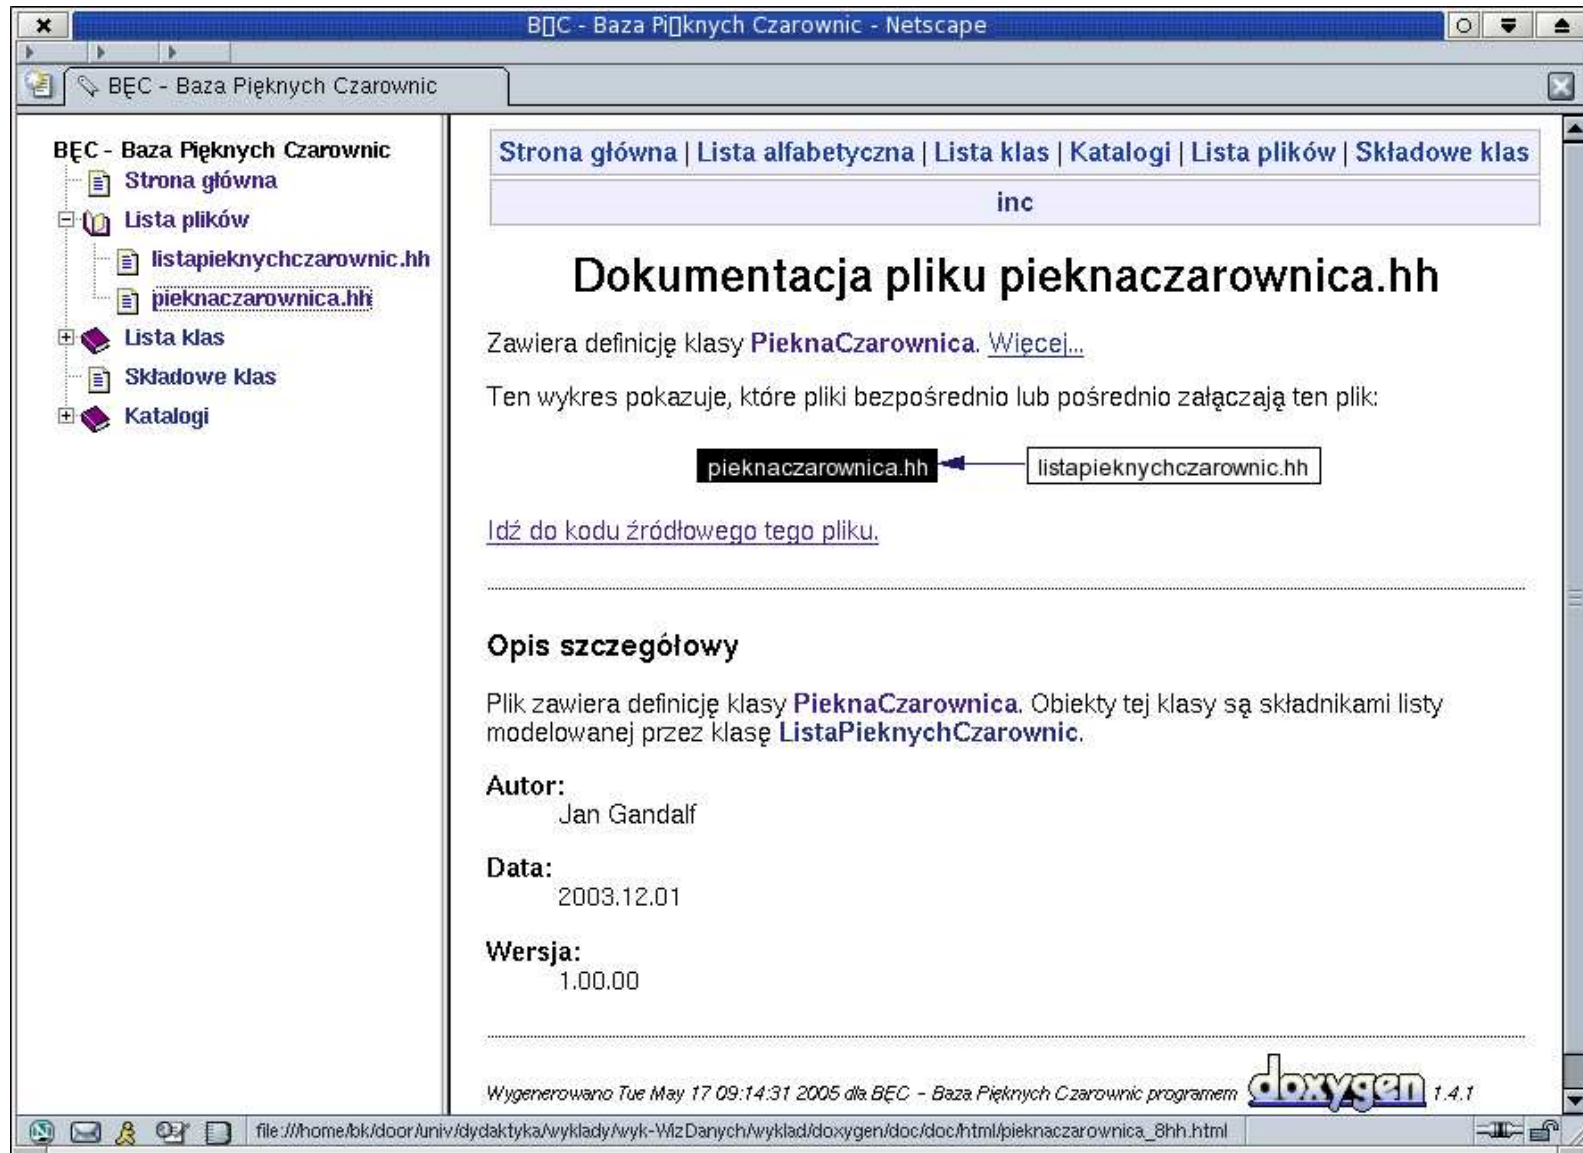 B▯C - Baza Pi▯knych Czarownic - Netscape
BĘC - Baza Pięknych Czarownic
BĘC - Baza Pięknych Czarownic
Strona główna
Lista plików
listapieknychczarownic.hh
pieknaczarownica.hh
Lista klas
Składowe klas
Katalogi
Strona główna | Lista alfabetyczna | Lista klas | Katalogi | Lista plików | Składowe klas
inc
Dokumentacja pliku pieknaczarownica.hh
Zawiera definicję klasy PieknaCzarownica. Więcej...
Ten wykres pokazuje, które pliki bezpośrednio lub pośrednio załączają ten plik:
pieknaczarownica.hh
listapieknychczarownic.hh
Idź do kodu źródłowego tego pliku.
Opis szczegółowy
Plik zawiera definicję klasy PieknaCzarownica. Obiekty tej klasy są składnikami listy
modelowanej przez klasę ListaPieknychCzarownic.
Autor:
Jan Gandalf
Data:
2003.12.01
Wersja:
1.00.00
Wygenerowano Tue May 17 09:14:31 2005 dla BĘC - Baza Pięknych Czarownic programem doxygen 1.4.1
file:///home/bk/door/univ/dydaktyka/wyklady/wyk-WizDanych/wyklad/doxygen/doc/doc/html/pieknaczarownica_8hh.html